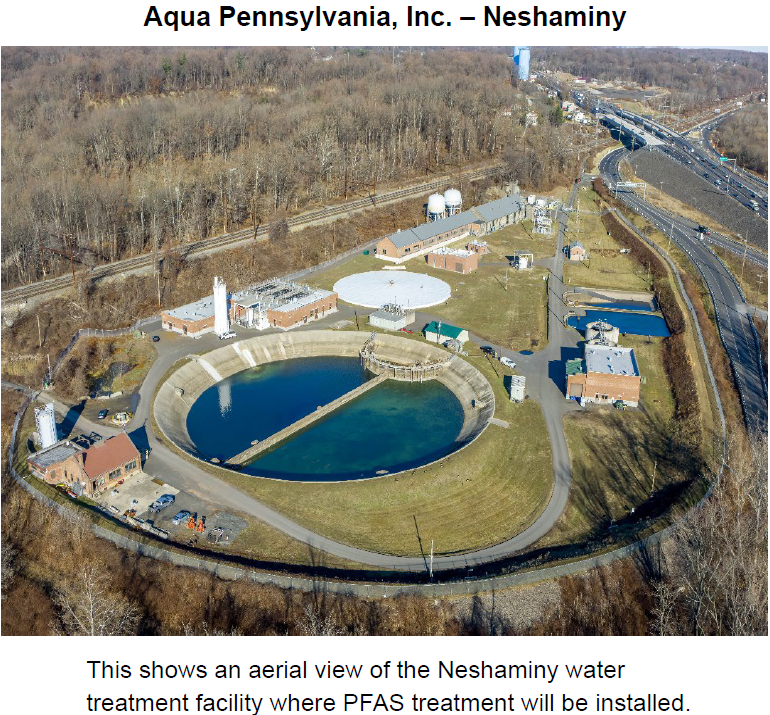 Aqua Pennsylvania, Inc. – Neshaminy
This shows an aerial view of the Neshaminy water
treatment facility where PFAS treatment will be installed.